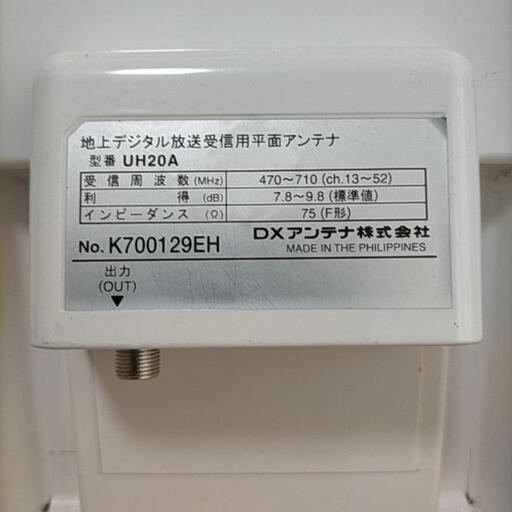 地上デジタル放送受信用平面アンテナ
型番 UH20A
受信周波数(MHz) 470～710 (ch.13～52)
利得(dB) 7.8～9.8 (標準値)
インピーダンス(Ω) 75 (F形)
No. K700129EH DXアンテナ株式会社
MADE IN THE PHILIPPINES
出力
(OUT)